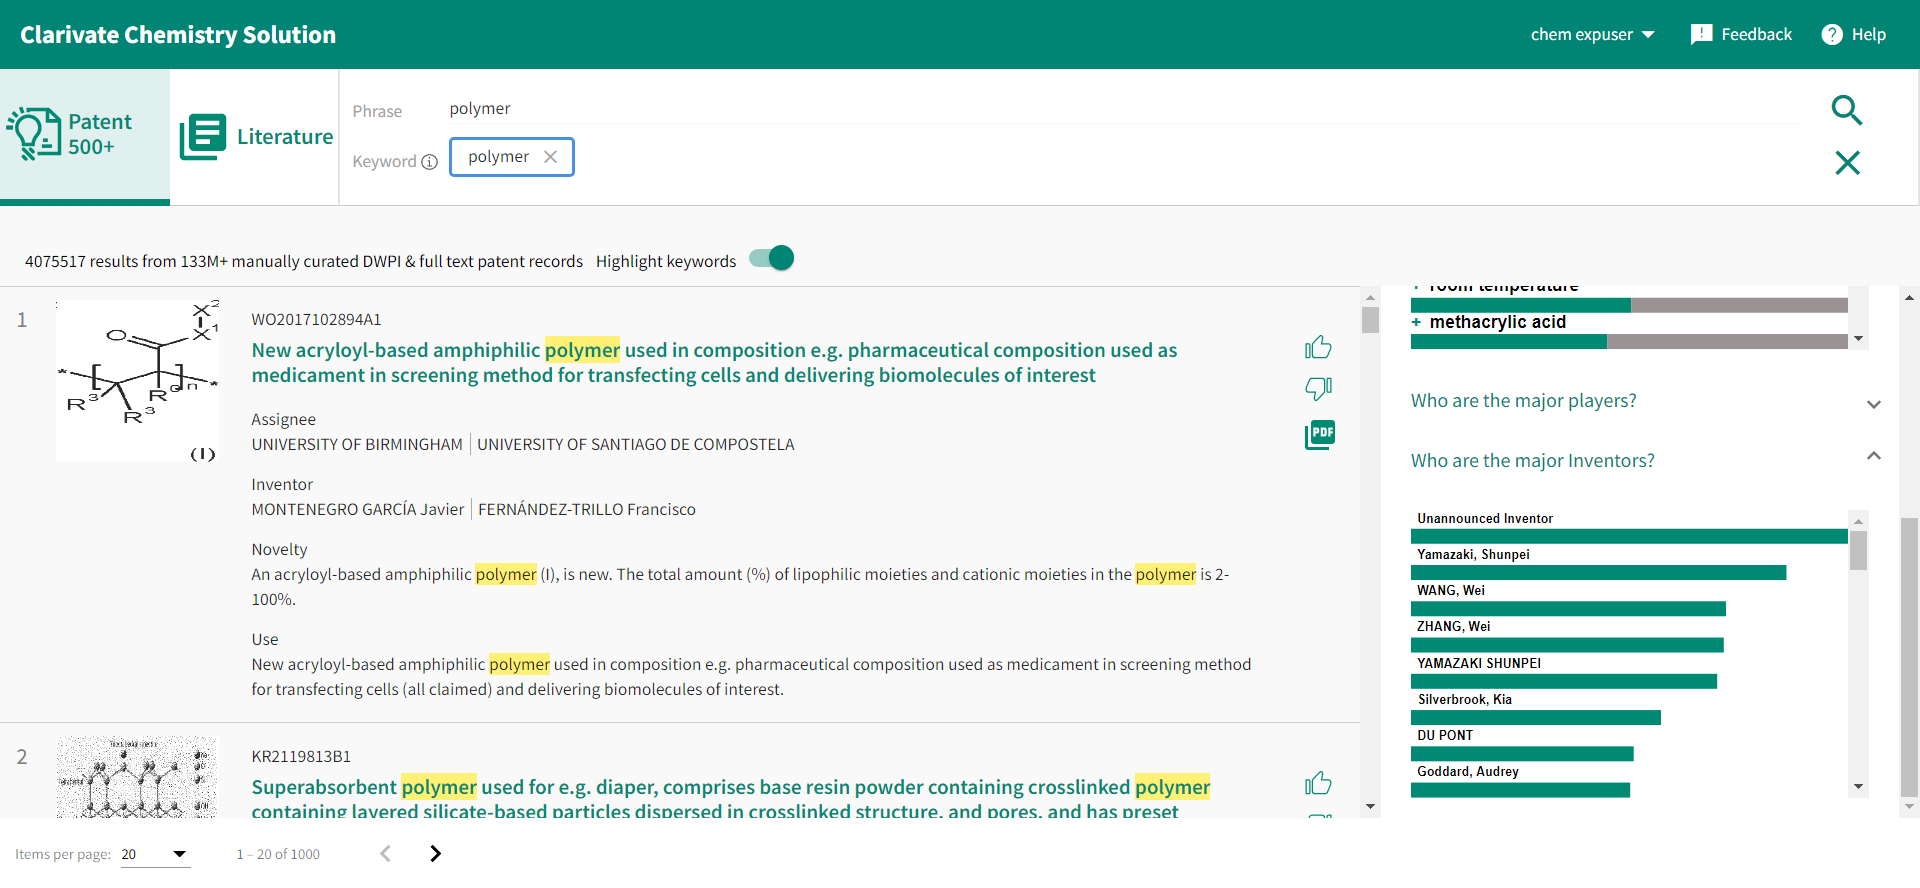 Clarivate Chemistry Solution
chem expuser
Feedback
Help
Patent
500+
Literature
Phrase
polymer
Keyword
polymer
4075517 results from 133M+ manually curated DWPI & full text patent records
Highlight keywords
1
X2
X1
O
*
[
]n
*
R3
R3
R
(I)
WO2017102894A1
New acryloyl-based amphiphilic polymer used in composition e.g. pharmaceutical composition used as
medicament in screening method for transfecting cells and delivering biomolecules of interest
Assignee
UNIVERSITY OF BIRMINGHAM | UNIVERSITY OF SANTIAGO DE COMPOSTELA
Inventor
MONTENEGRO GARCÍA Javier | FERNÁNDEZ-TRILLO Francisco
Novelty
An acryloyl-based amphiphilic polymer (I), is new. The total amount (%) of lipophilic moieties and cationic moieties in the polymer is 2-
100%.
Use
New acryloyl-based amphiphilic polymer used in composition e.g. pharmaceutical composition used as medicament in screening method
for transfecting cells (all claimed) and delivering biomolecules of interest.
PDF
2
KR2119813B1
Superabsorbent polymer used for e.g. diaper, comprises base resin powder containing crosslinked polymer
containing layered silicate-based particles dispersed in crosslinked structure, and pores, and has preset
+ room temperature
+ methacrylic acid
Who are the major players?
Who are the major Inventors?
Unannounced Inventor
Yamazaki, Shunpei
WANG, Wei
ZHANG, Wei
YAMAZAKI SHUNPEI
Silverbrook, Kia
DU PONT
Goddard, Audrey
Items per page: 20
1 – 20 of 1000